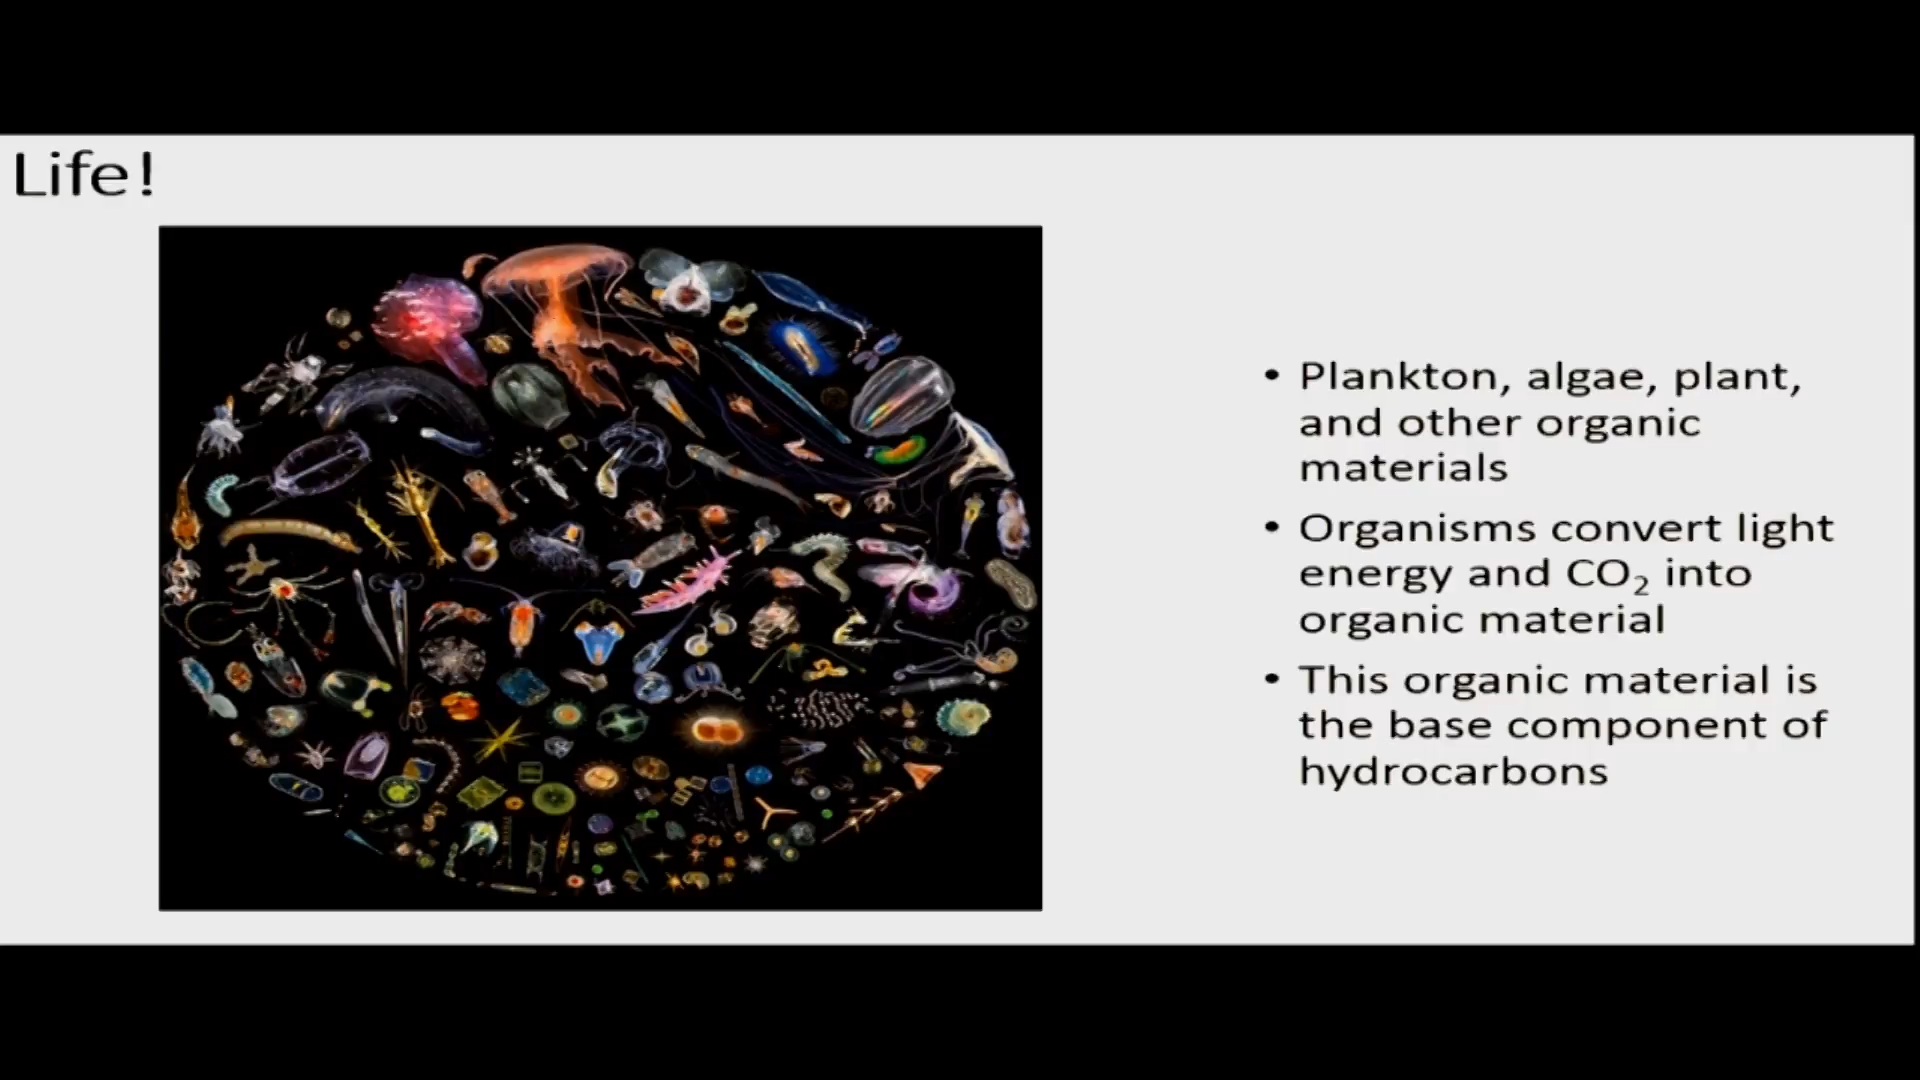 Life!
• Plankton, algae, plant,
and other organic
materials
• Organisms convert light
energy and CO₂ into
organic material
• This organic material is
the base component of
hydrocarbons